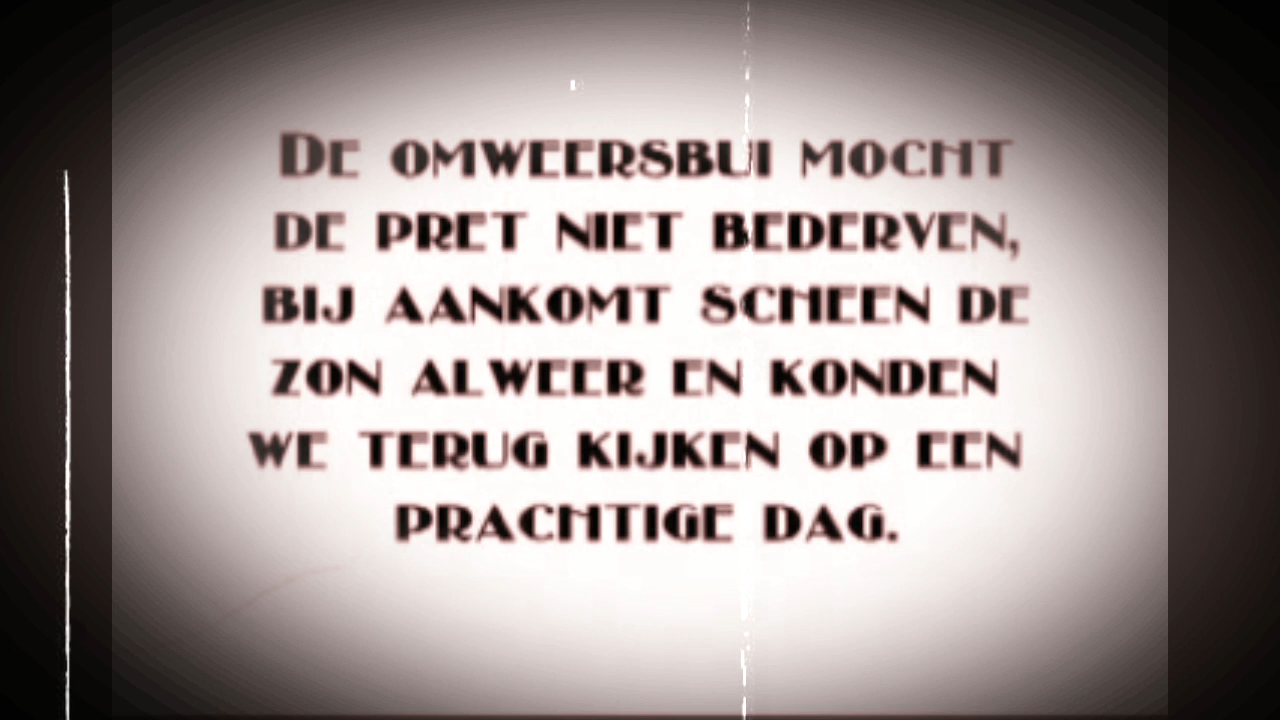 De omweersbui mocht
de pret niet bederven,
bij aankomt scheen de
zon alweer en konden
we terug kijken op een
prachtige dag.